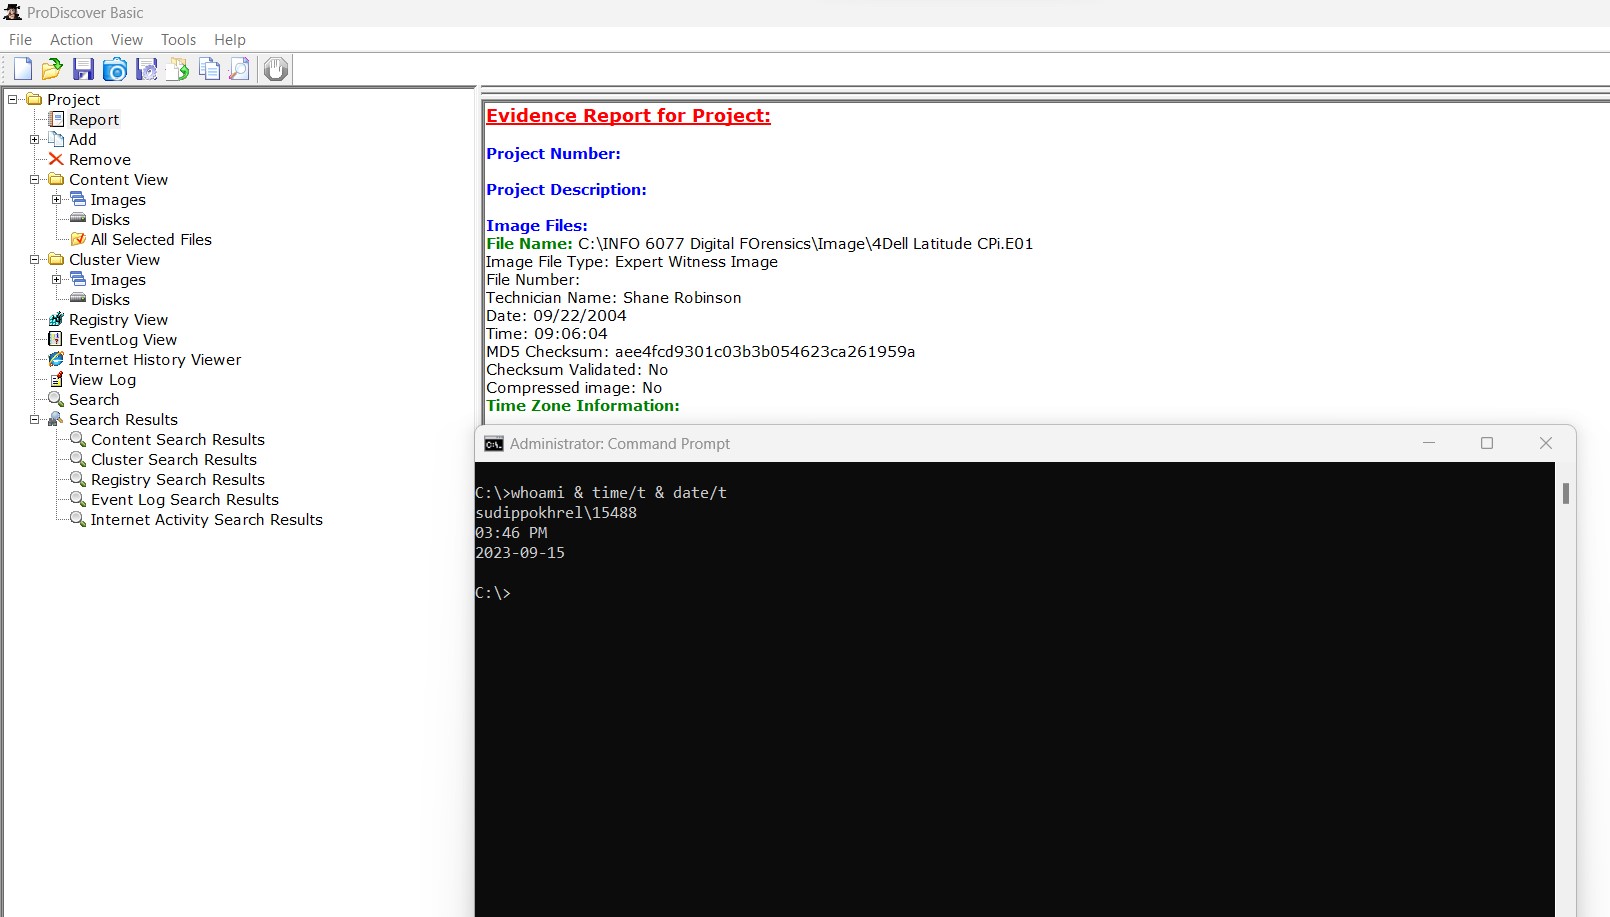 ProDiscover Basic
File Action View Tools Help
Project
Report
Add
Remove
Content View
Images
Disks
All Selected Files
Cluster View
Images
Disks
Registry View
EventLog View
Internet History Viewer
View Log
Search
Search Results
Content Search Results
Cluster Search Results
Registry Search Results
Event Log Search Results
Internet Activity Search Results
Evidence Report for Project:
Project Number:
Project Description:
Image Files:
File Name: C:\INFO 6077 Digital FOrensics\Image\4Dell Latitude CPi.E01
Image File Type: Expert Witness Image
File Number:
Technician Name: Shane Robinson
Date: 09/22/2004
Time: 09:06:04
MD5 Checksum: aee4fcd9301c03b3b054623ca261959a
Checksum Validated: No
Compressed image: No
Time Zone Information:
Administrator: Command Prompt
C:\>whoami & time/t & date/t
sudippokhrel\15488
03:46 PM
2023-09-15
C:\>